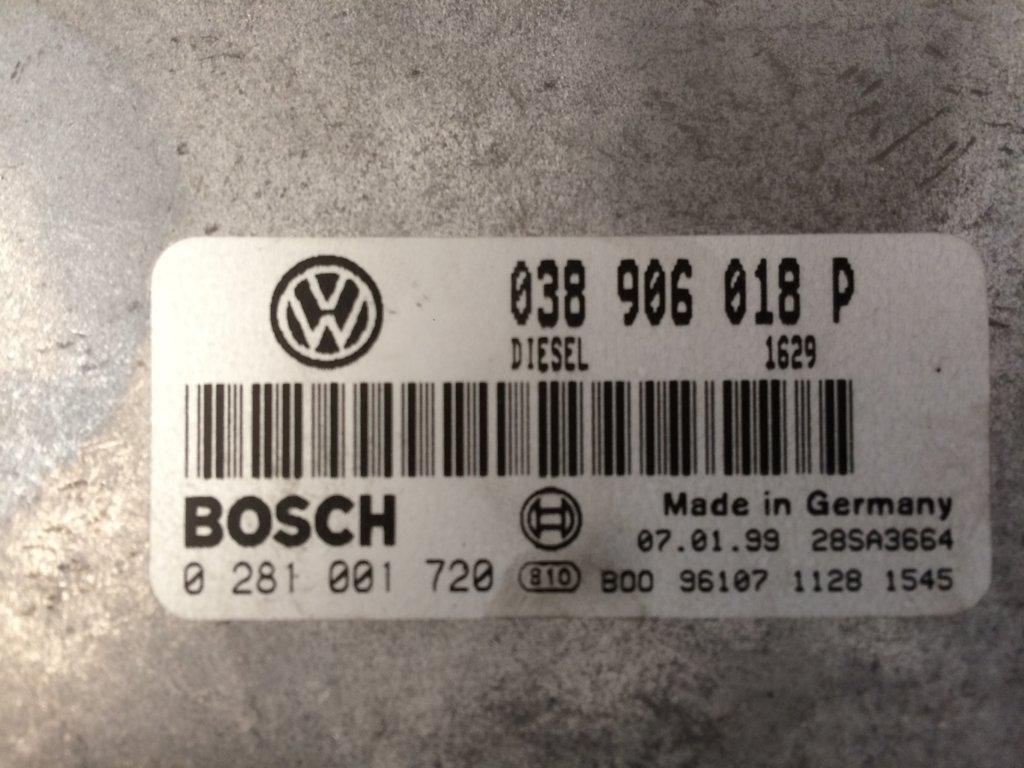 038 906 018 P
DIESEL 1629
BOSCH
Made in Germany
07.01.99 28SA3664
0 281 001 720 810 B00 96107 1128 1545